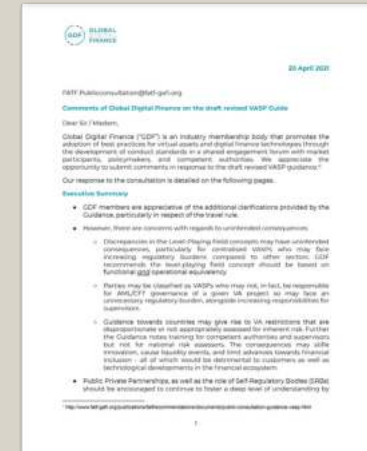 GDF
GLOBAL
FINANCE
20 April 2021
FATF.Publicconsultation@fatf-gafi.org
Comments of Global Digital Finance on the draft revised VASP Guide
Dear Sir / Madam,
Global Digital Finance ("GDF") is an industry membership body that promotes the
adoption of best practices for virtual assets and digital finance technologies through
the development of conduct standards in a shared engagement forum with market
participants, policymakers, and competent authorities. We appreciate the
opportunity to submit comments in response to the draft revised VASP guidance.
Our response to the consultation is detailed on the following pages.
Executive Summary
● GDF members are appreciative of the additional clarifications provided by the
Guidance, particularly in respect of the travel rule.
● However, there are concerns with regards to unintended consequences.
○ Discrepancies in the Level-Playing field concepts may have unintended
consequences, particularly for centralised VASPs who may face
increasing regulatory burdens compared to other sectors. GDF
recommends the level-playing field concept should be based on
functional and operational equivalency.
○ Parties may be classified as VASPs who may not, in fact, be responsible
for AML/CFT governance of a given VA project so may face an
unnecessary regulatory burden, alongside increasing responsibilities for
supervisors.
○ Guidance towards countries may give rise to VA restrictions that are
disproportionate or not appropriately assessed for inherent risk. Further
the Guidance notes training for competent authorities and supervisors
but not for national risk assessors. The consequences may stifle
innovation, cause liquidity events, and limit advances towards financial
inclusion - all of which would be detrimental to customers as well as
technological developments in the financial ecosystem.
● Public Private Partnerships, as well as the role of Self-Regulatory Bodies (SRBs)
should be encouraged to continue to foster a deep level of understanding by
1